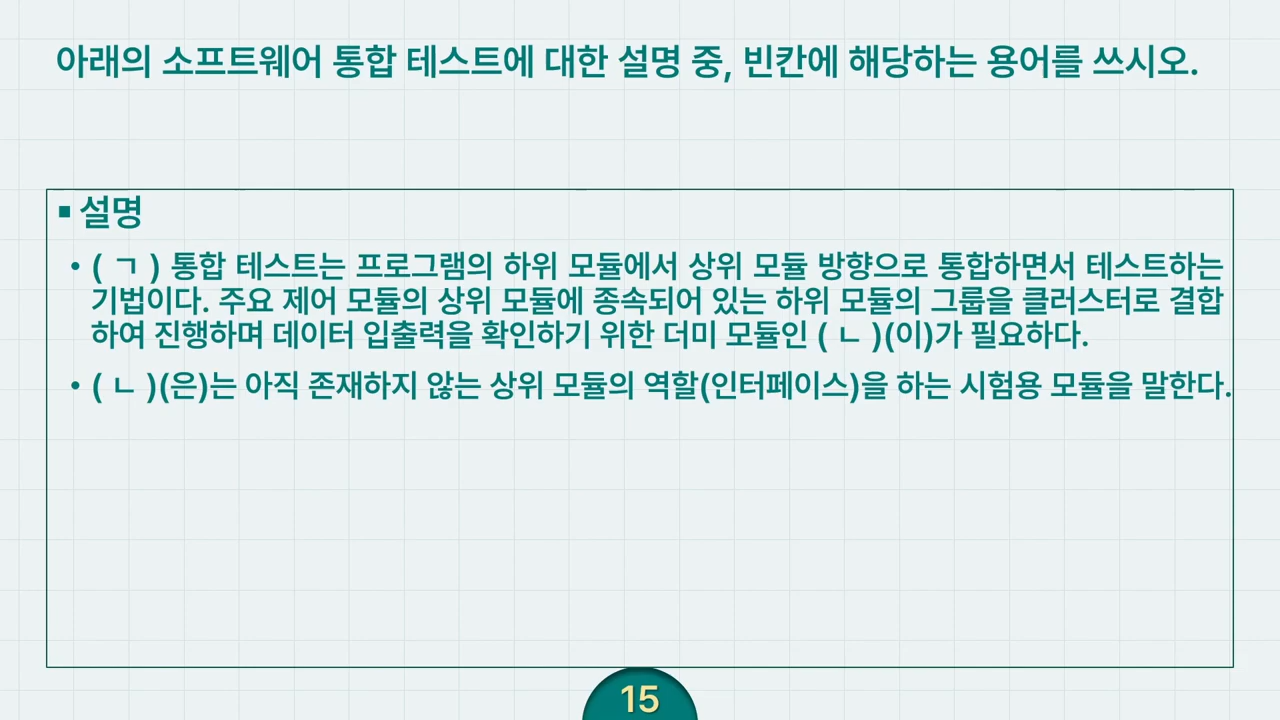 아래의 소프트웨어 통합 테스트에 대한 설명 중, 빈칸에 해당하는 용어를 쓰시오.
▪ 설명
• ( ㄱ ) 통합 테스트는 프로그램의 하위 모듈에서 상위 모듈 방향으로 통합하면서 테스트하는
기법이다. 주요 제어 모듈의 상위 모듈에 종속되어 있는 하위 모듈의 그룹을 클러스터로 결합
하여 진행하며 데이터 입출력을 확인하기 위한 더미 모듈인 ( ㄴ )(이)가 필요하다.
• ( ㄴ )(은)는 아직 존재하지 않는 상위 모듈의 역할(인터페이스)을 하는 시험용 모듈을 말한다.
15